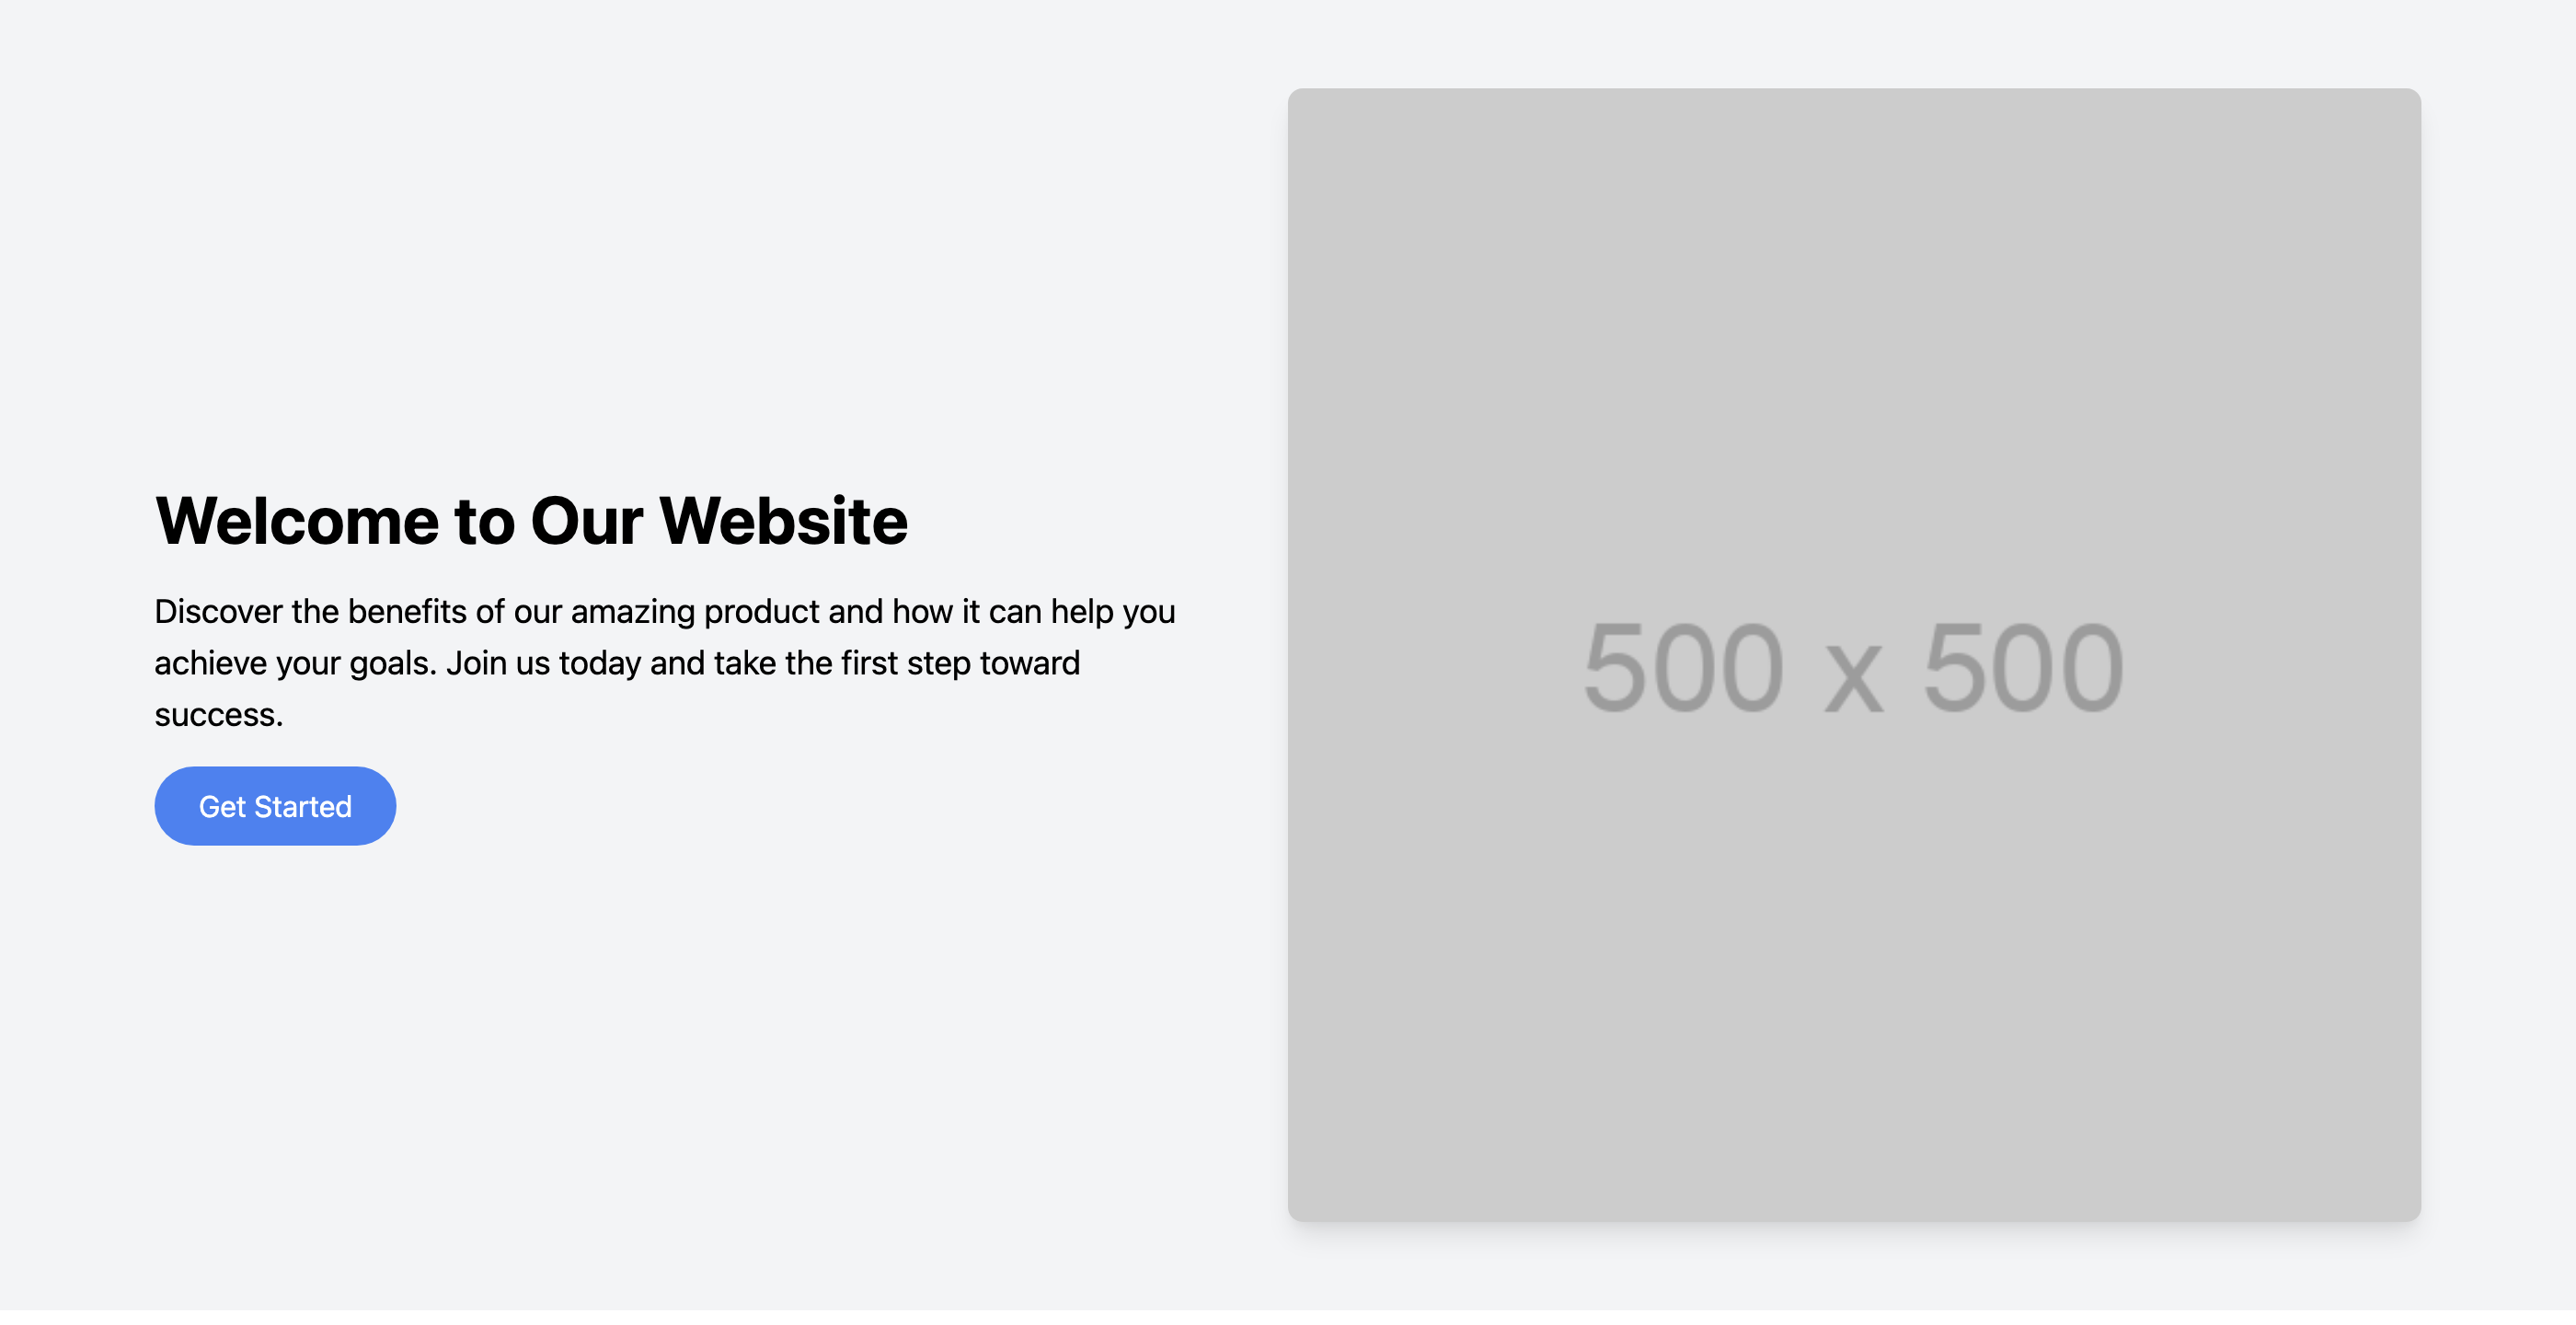 Welcome to Our Website
Discover the benefits of our amazing product and how it can help you
achieve your goals. Join us today and take the first step toward
success.
Get Started
500 x 500